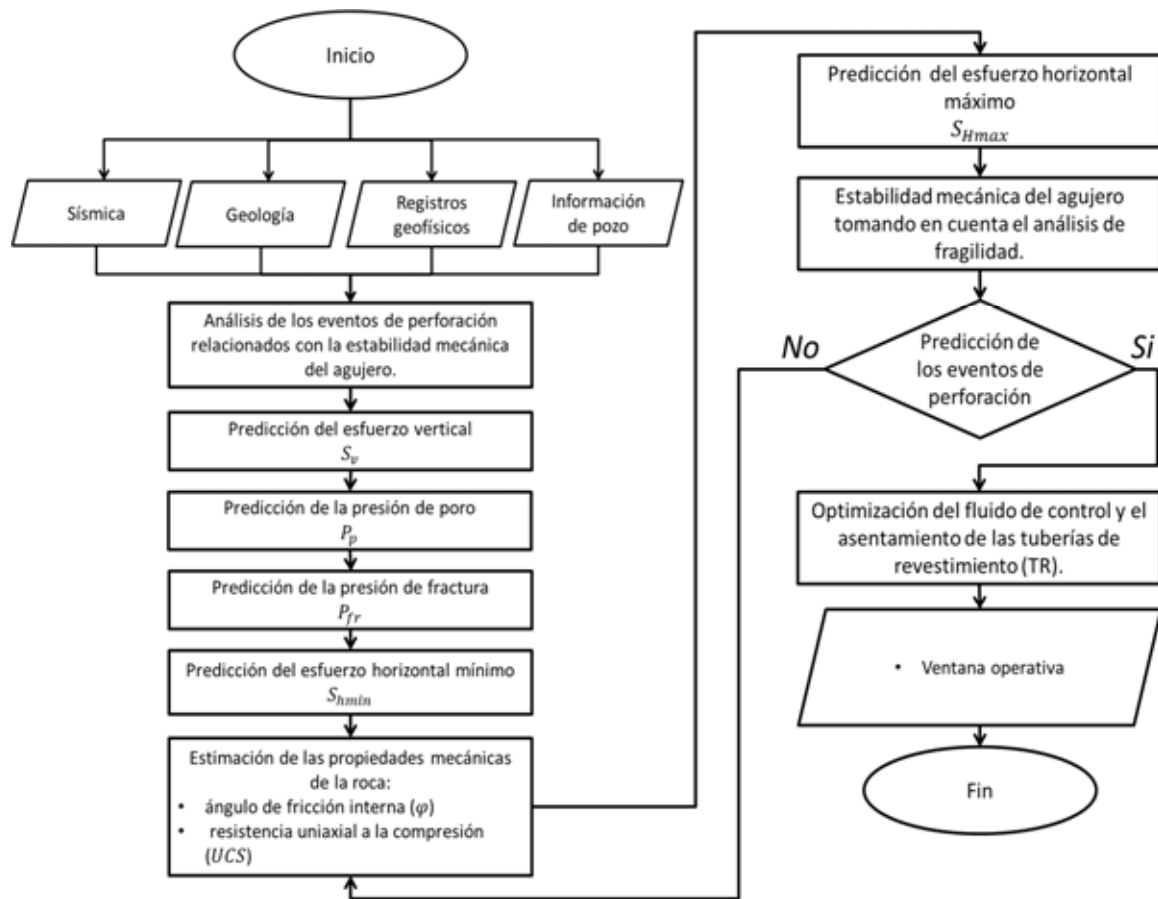 Inicio
Sísmica
Geología
Registros
geofísicos
Información
de pozo
Análisis de los eventos de perforación
relacionados con la estabilidad mecánica
del agujero.
Predicción del esfuerzo vertical
S_v
Predicción de la presión de poro
P_p
Predicción de la presión de fractura
P_fr
Predicción del esfuerzo horizontal mínimo
S_hmin
Estimación de las propiedades mecánicas
de la roca:
• ángulo de fricción interna (φ)
• resistencia uniaxial a la compresión
(UCS)
Predicción del esfuerzo horizontal
máximo
S_Hmax
Estabilidad mecánica del agujero
tomando en cuenta el análisis de
fragilidad.
No
Si
Predicción de
los eventos de
perforación
Optimización del fluido de control y el
asentamiento de las tuberías de
revestimiento (TR).
• Ventana operativa
Fin